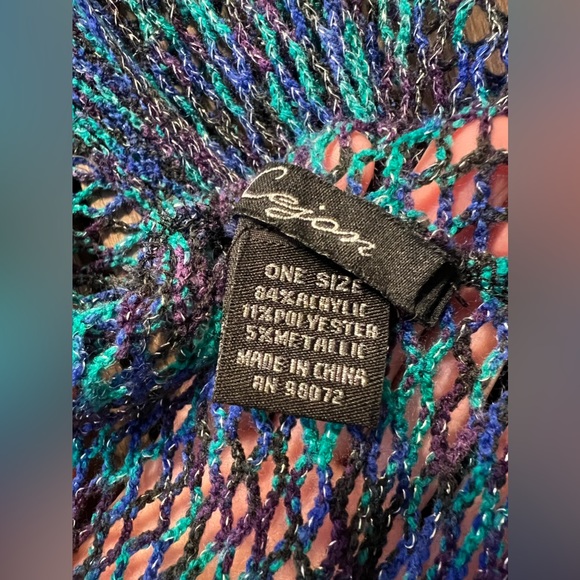 Cejon
ONE SIZE
84%ACRYLIC
11%POLYESTER
5%METALLIC
MADE IN CHINA
RN 98072